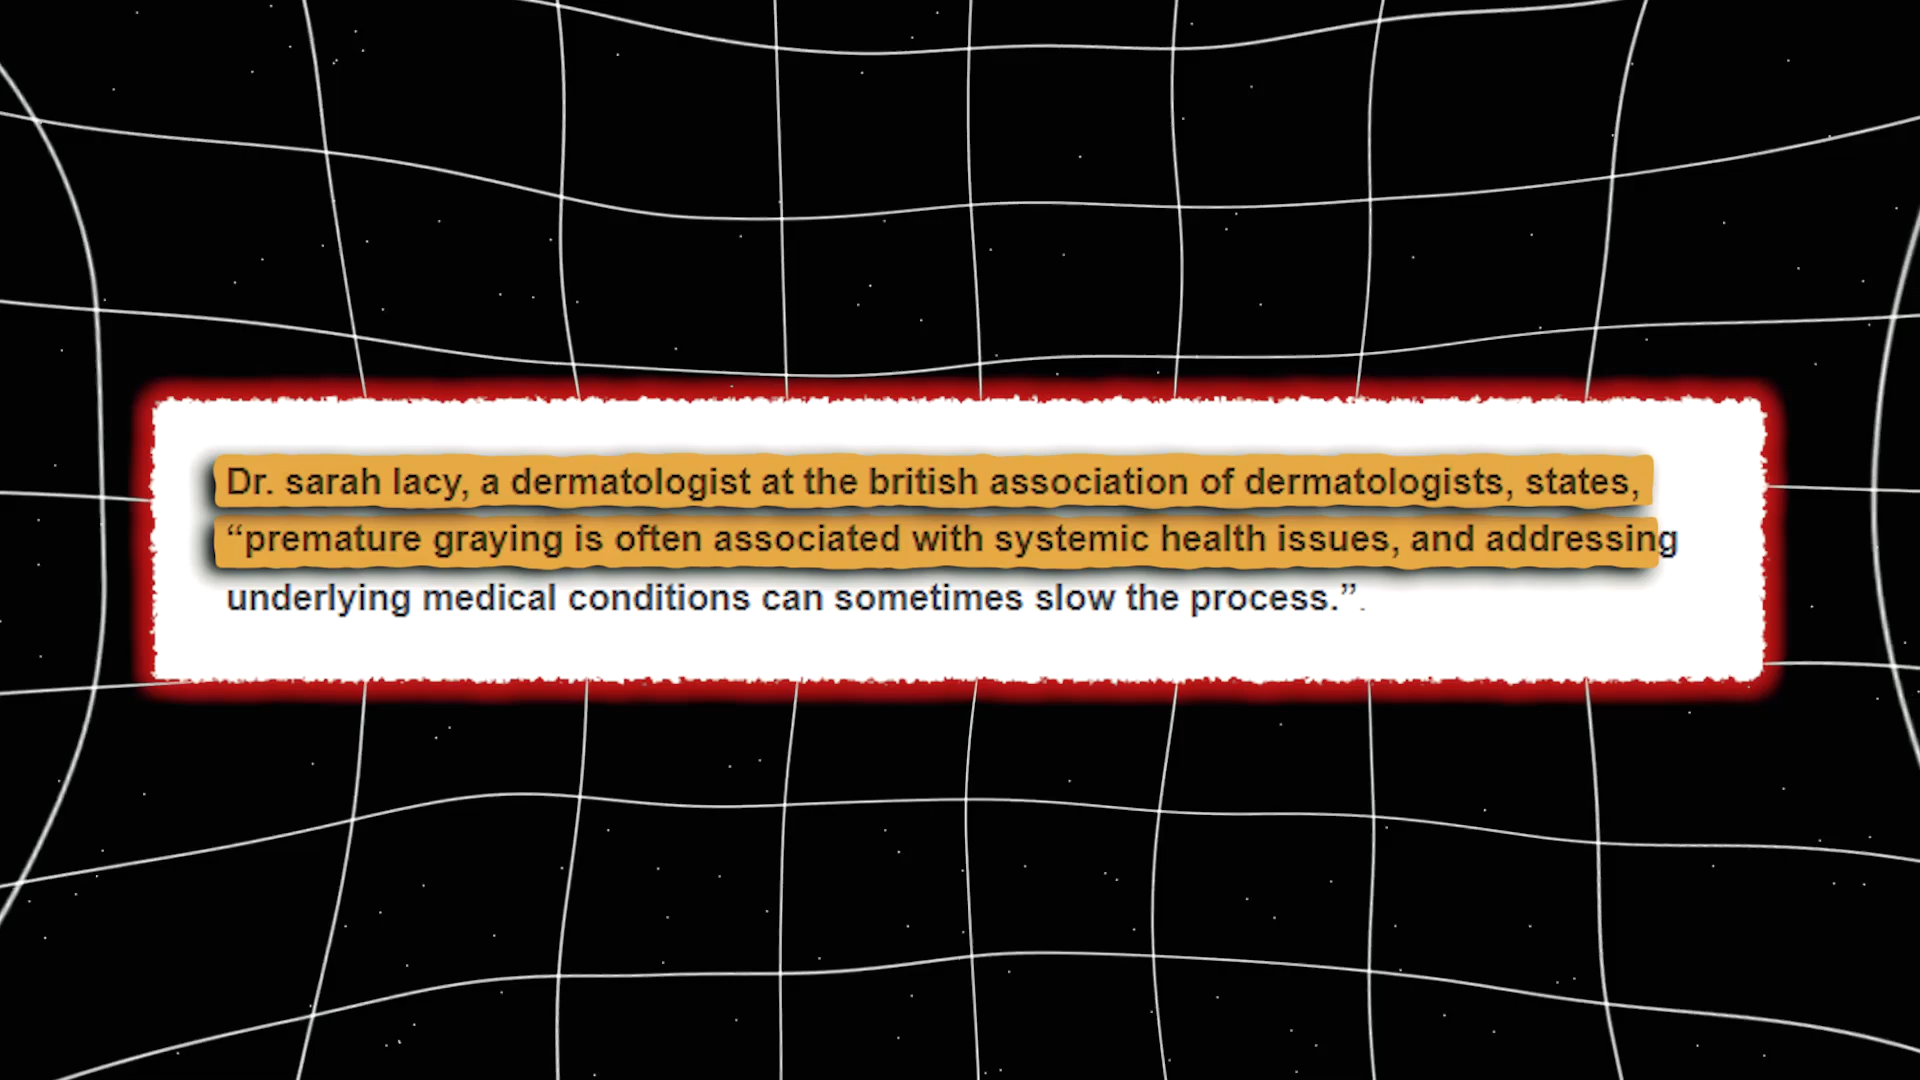 Dr. sarah lacy, a dermatologist at the british association of dermatologists, states,
“premature graying is often associated with systemic health issues, and addressing
underlying medical conditions can sometimes slow the process.”.